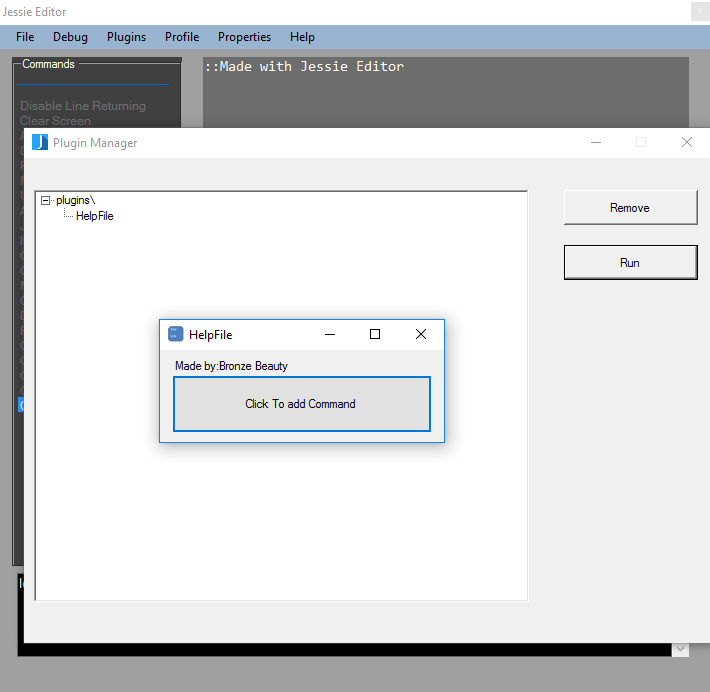 Jessie Editor
File Debug Plugins Profile Properties Help
Commands
::Made with Jessie Editor
Disable Line Returning
Clear Screen
Plugin Manager
plugins\
HelpFile
Remove
Run
HelpFile
Made by:Bronze Beauty
Click To add Command